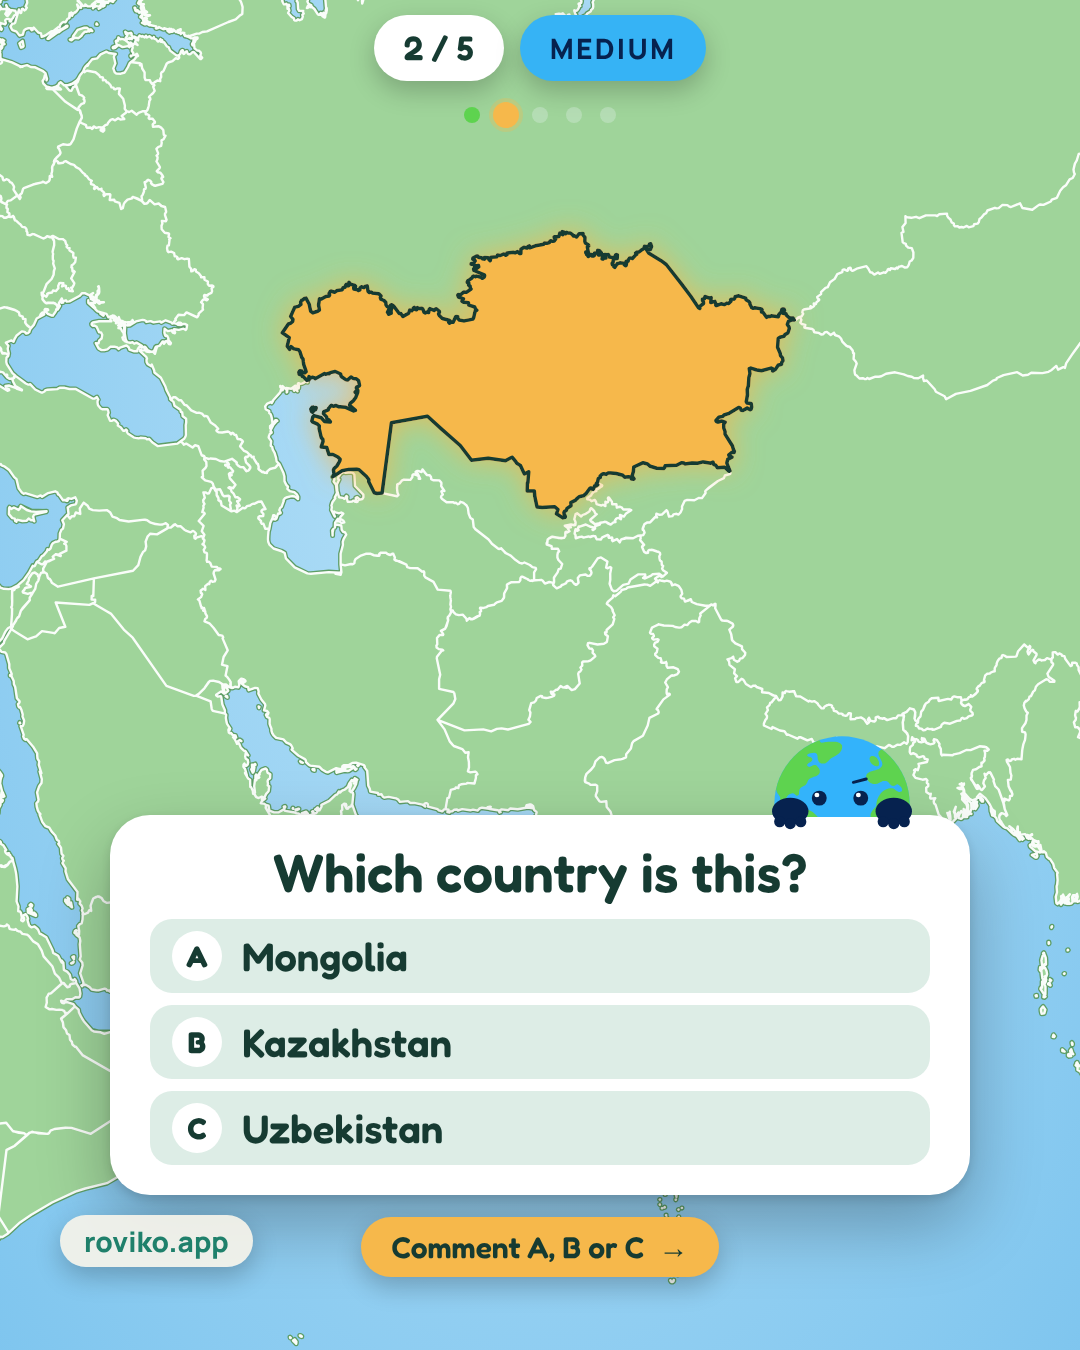 2 / 5
MEDIUM
Which country is this?
A Mongolia
B Kazakhstan
C Uzbekistan
roviko.app
Comment A, B or C →